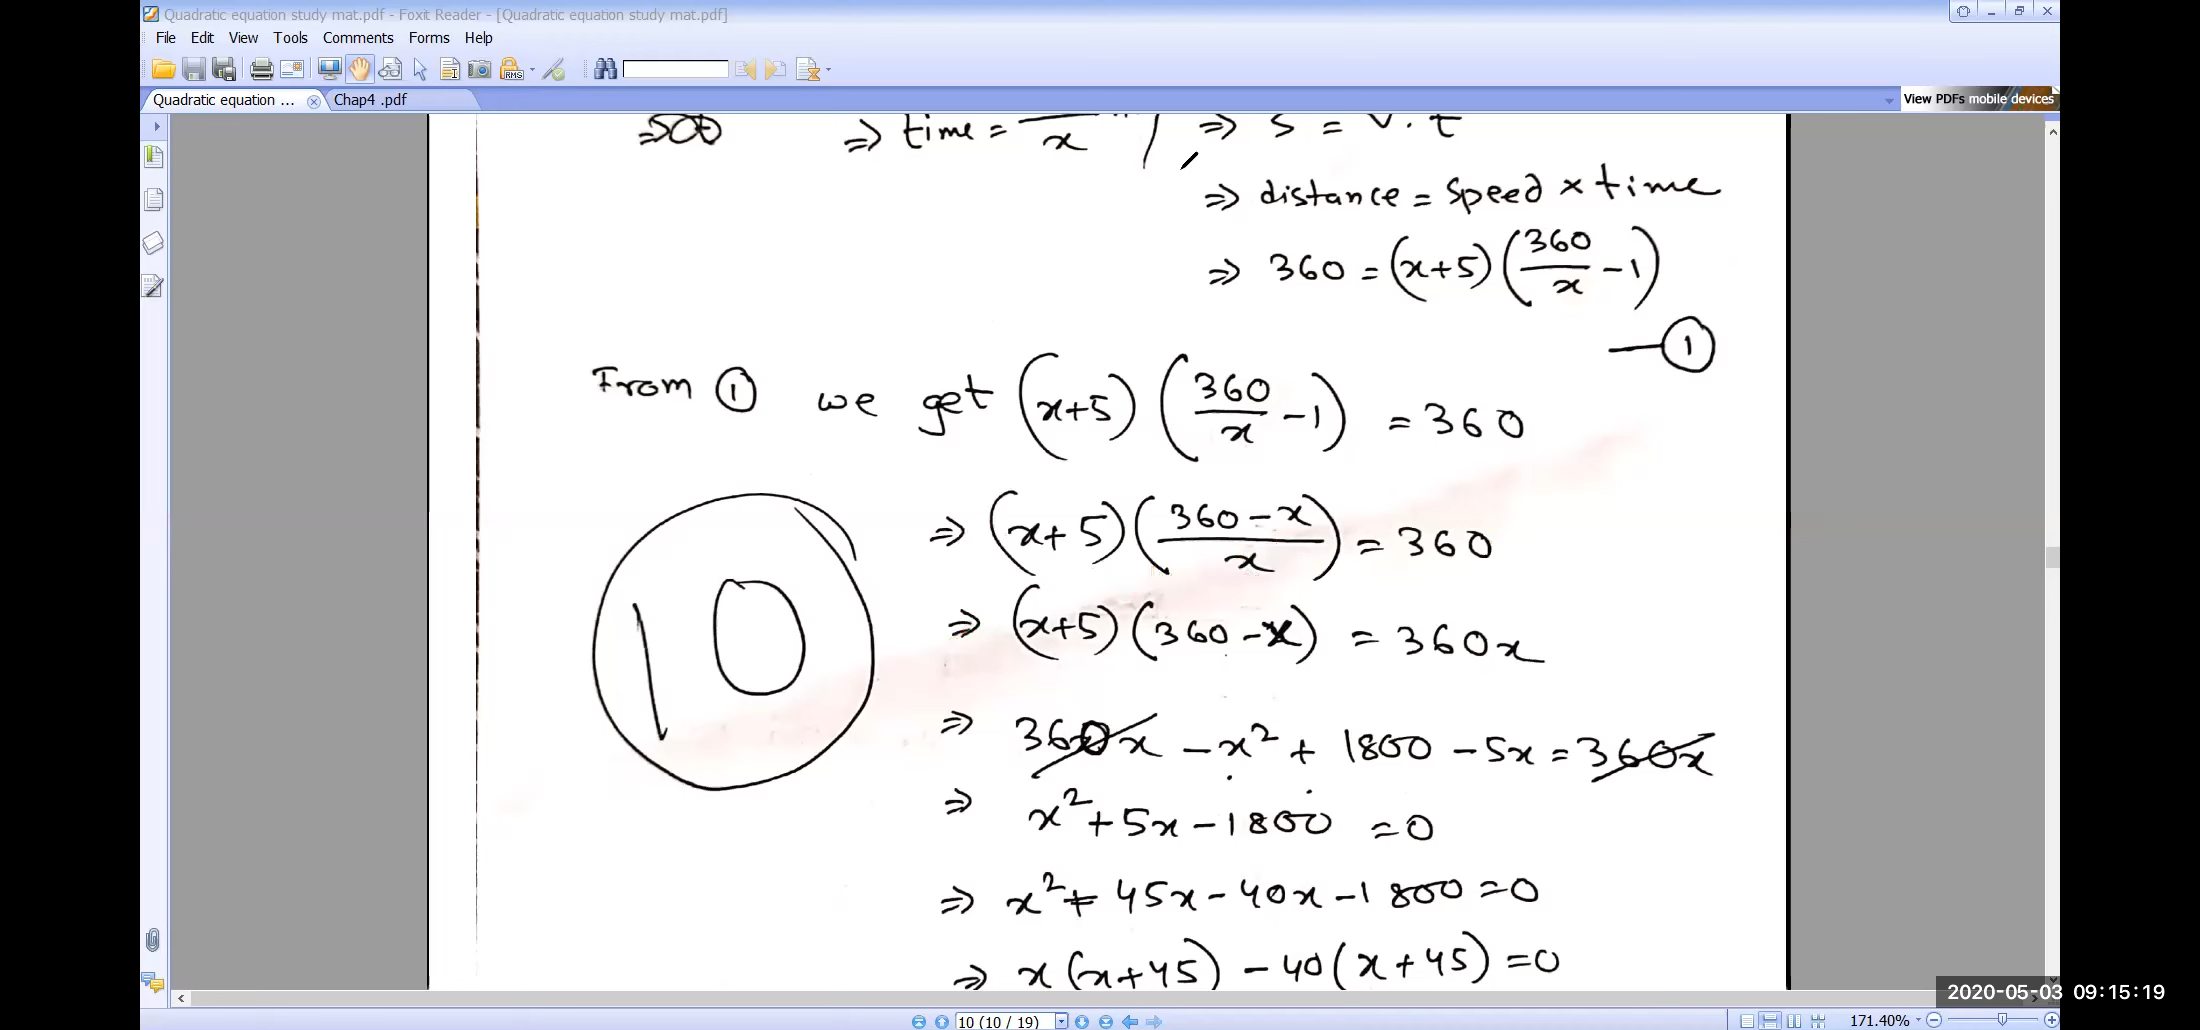 Quadratic equation study mat.pdf - Foxit Reader - [Quadratic equation study mat.pdf]
File Edit View Tools Comments Forms Help
RMS
Quadratic equation ... Chap4 .pdf
View PDFs mobile devices
⇒ time = x ⇒ S = V . t
⇒ distance = speed × time
⇒ 360 = (x+5) (360/x - 1)
— ①
From ① we get (x+5) (360/x - 1) = 360
⇒ (x+5) ((360-x)/x) = 360
⇒ (x+5) (360-x) = 360x
10
⇒ 360x - x² + 1800 - 5x = 360x
⇒ x² + 5x - 1800 = 0
⇒ x² + 45x - 40x - 1800 = 0
⇒ x (x+45) - 40 (x+45) = 0
2020-05-03 09:15:19
10 (10 / 19)
171.40%